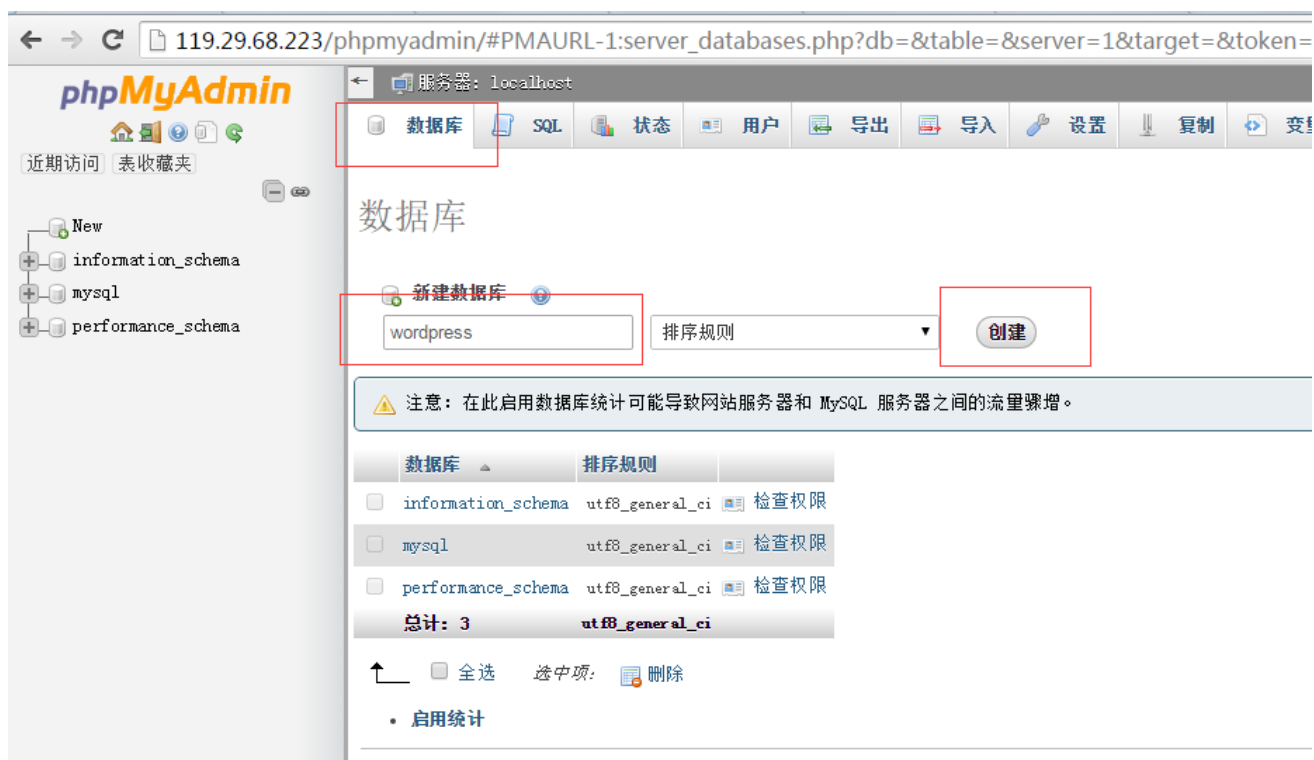 119.29.68.223/phpmyadmin/#PMAURL-1:server_databases.php?db=&table=&server=1&target=&token=
phpMyAdmin
近期访问 表收藏夹
New
information_schema
mysql
performance_schema
服务器: localhost
数据库 SQL 状态 用户 导出 导入 设置 复制 变量
数据库
新建数据库
wordpress 排序规则 创建
注意: 在此启用数据库统计可能导致网站服务器和 MySQL 服务器之间的流量骤增。
数据库 排序规则
information_schema utf8_general_ci 检查权限
mysql utf8_general_ci 检查权限
performance_schema utf8_general_ci 检查权限
总计: 3 utf8_general_ci
全选 选中项: 删除
启用统计